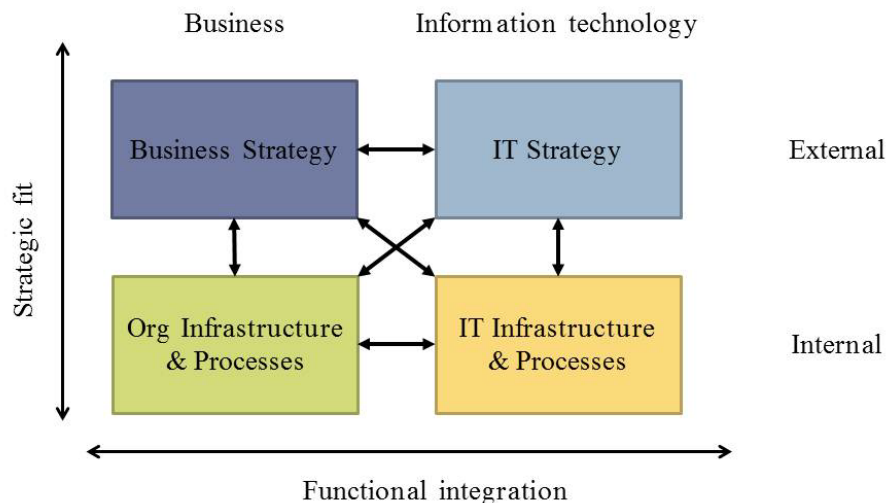 Business
Information technology
Business Strategy
IT Strategy
External
Strategic fit
Org Infrastructure
& Processes
IT Infrastructure
& Processes
Internal
Functional integration